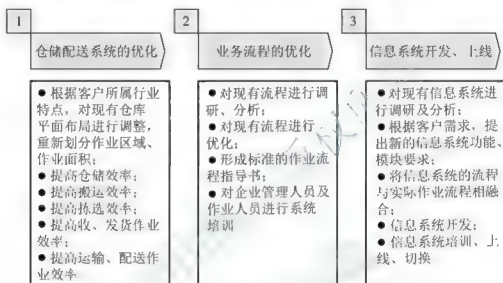 1
仓储配送系统的优化
● 根据客户所属行业
特点，对现有仓库
平面布局进行调整，
重新划分作业区域、
作业面积；
● 提高仓储效率；
● 提高搬运效率；
● 提高拣选效率；
● 提高收、发货作业
效率；
● 提高运输、配送作
业效率
2
业务流程的优化
● 对现有流程进行调
研、分析；
● 对现有流程进行
优化；
● 形成标准的作业流
程指导书；
● 对企业管理人员及
作业人员进行系统
培训
3
信息系统开发、上线
● 对现有信息系统进
行调研及分析；
● 根据客户需求，提
出新的信息系统功能、
模块要求；
● 将信息系统的流程
与实际作业流程相融
合；
● 信息系统开发；
● 信息系统培训、上
线、切换